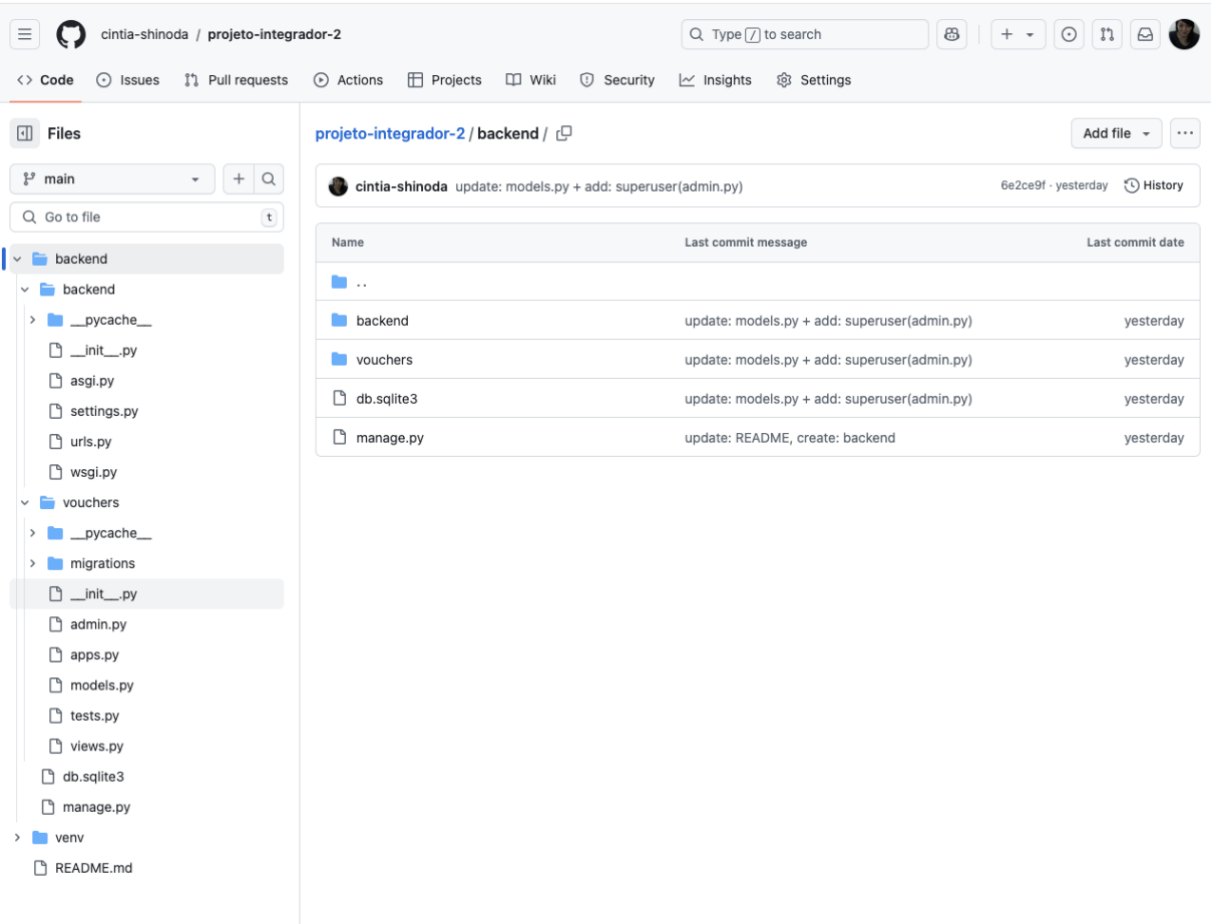 cintia-shinoda / projeto-integrador-2
Type / to search
Code Issues Pull requests Actions Projects Wiki Security Insights Settings
Files
main
Go to file t
backend
backend
__pycache__
__init__.py
asgi.py
settings.py
urls.py
wsgi.py
vouchers
__pycache__
migrations
__init__.py
admin.py
apps.py
models.py
tests.py
views.py
db.sqlite3
manage.py
venv
README.md
projeto-integrador-2 / backend /
Add file ...
cintia-shinoda update: models.py + add: superuser(admin.py) 6e2ce9f · yesterday History
Name Last commit message Last commit date
..
backend update: models.py + add: superuser(admin.py) yesterday
vouchers update: models.py + add: superuser(admin.py) yesterday
db.sqlite3 update: models.py + add: superuser(admin.py) yesterday
manage.py update: README, create: backend yesterday